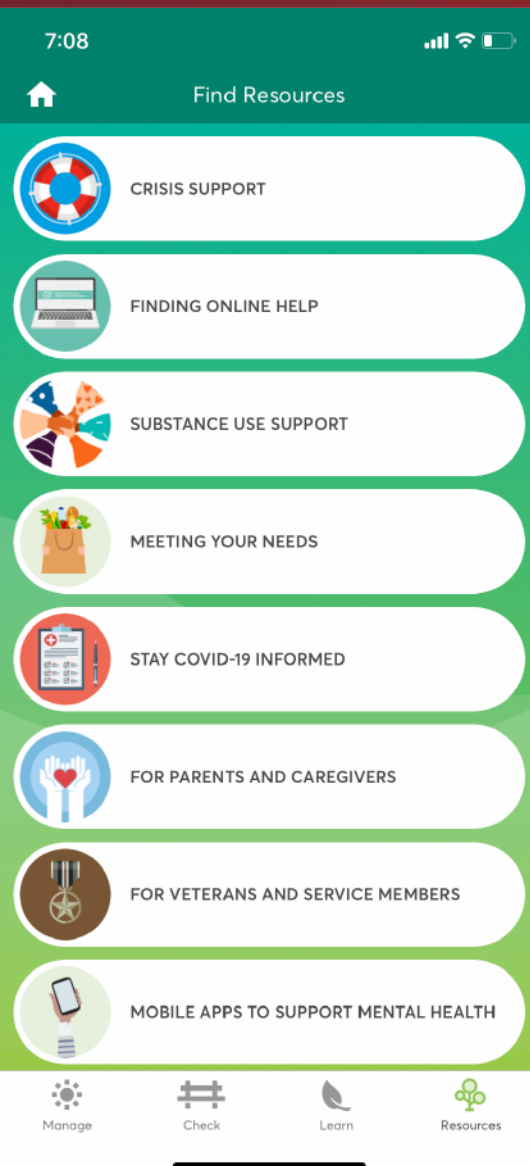 7:08
Find Resources
CRISIS SUPPORT
FINDING ONLINE HELP
SUBSTANCE USE SUPPORT
MEETING YOUR NEEDS
STAY COVID-19 INFORMED
FOR PARENTS AND CAREGIVERS
FOR VETERANS AND SERVICE MEMBERS
MOBILE APPS TO SUPPORT MENTAL HEALTH
Manage
Check
Learn
Resources